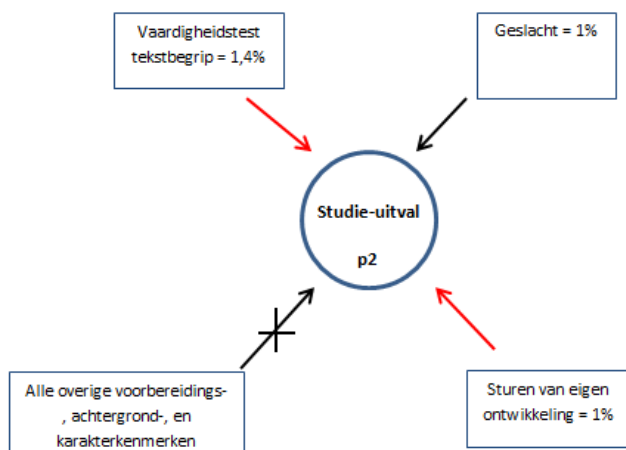 Vaardigheidstest
tekstbegrip = 1,4%
Geslacht = 1%
Studie-uitval
p2
Alle overige voorbereidings-
, achtergrond-, en
karakterkenmerken
Sturen van eigen
ontwikkeling = 1%